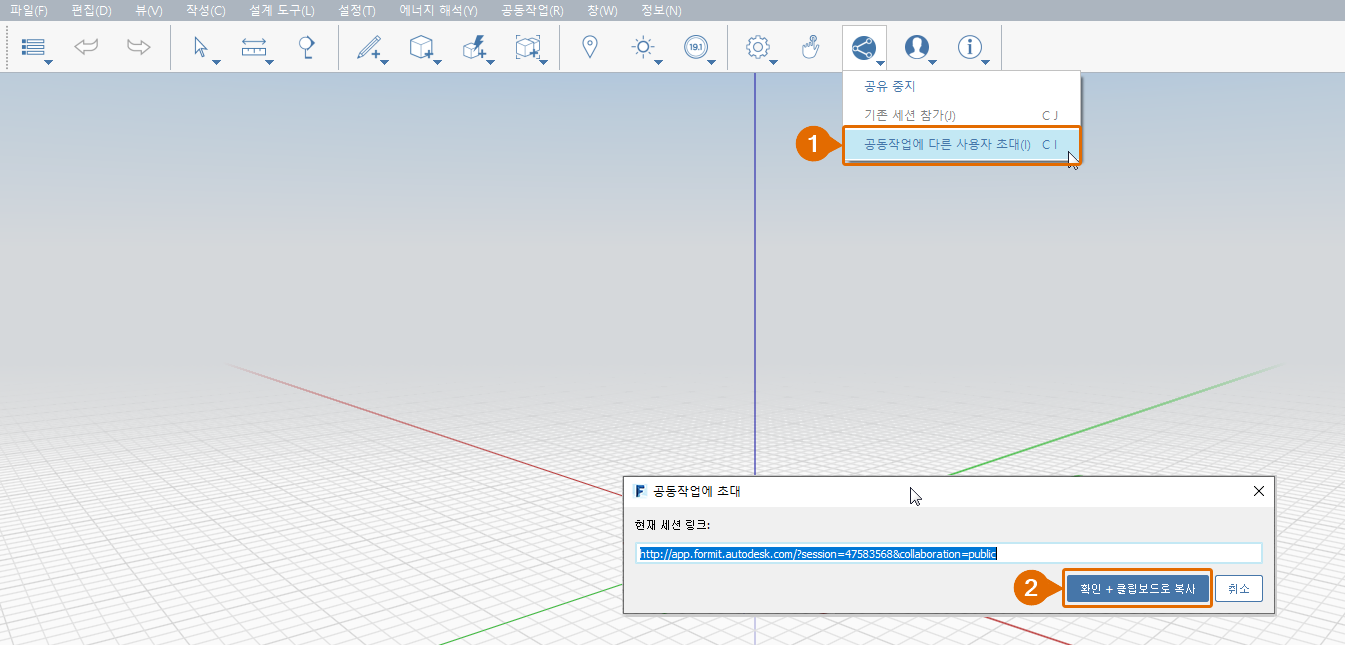 파일(F) 편집(D) 뷰(V) 작성(C) 설계 도구(L) 설정(T) 에너지 해석(Y) 공동작업(R) 창(W) 정보(N)
19.1
공유 중지
기존 세션 참가(J) C J
1
공동작업에 다른 사용자 초대(I) C I
F 공동작업에 초대
현재 세션 링크:
http://app.formit.autodesk.com/?session=47583568&collaboration=public
2
확인 + 클립보드로 복사
취소